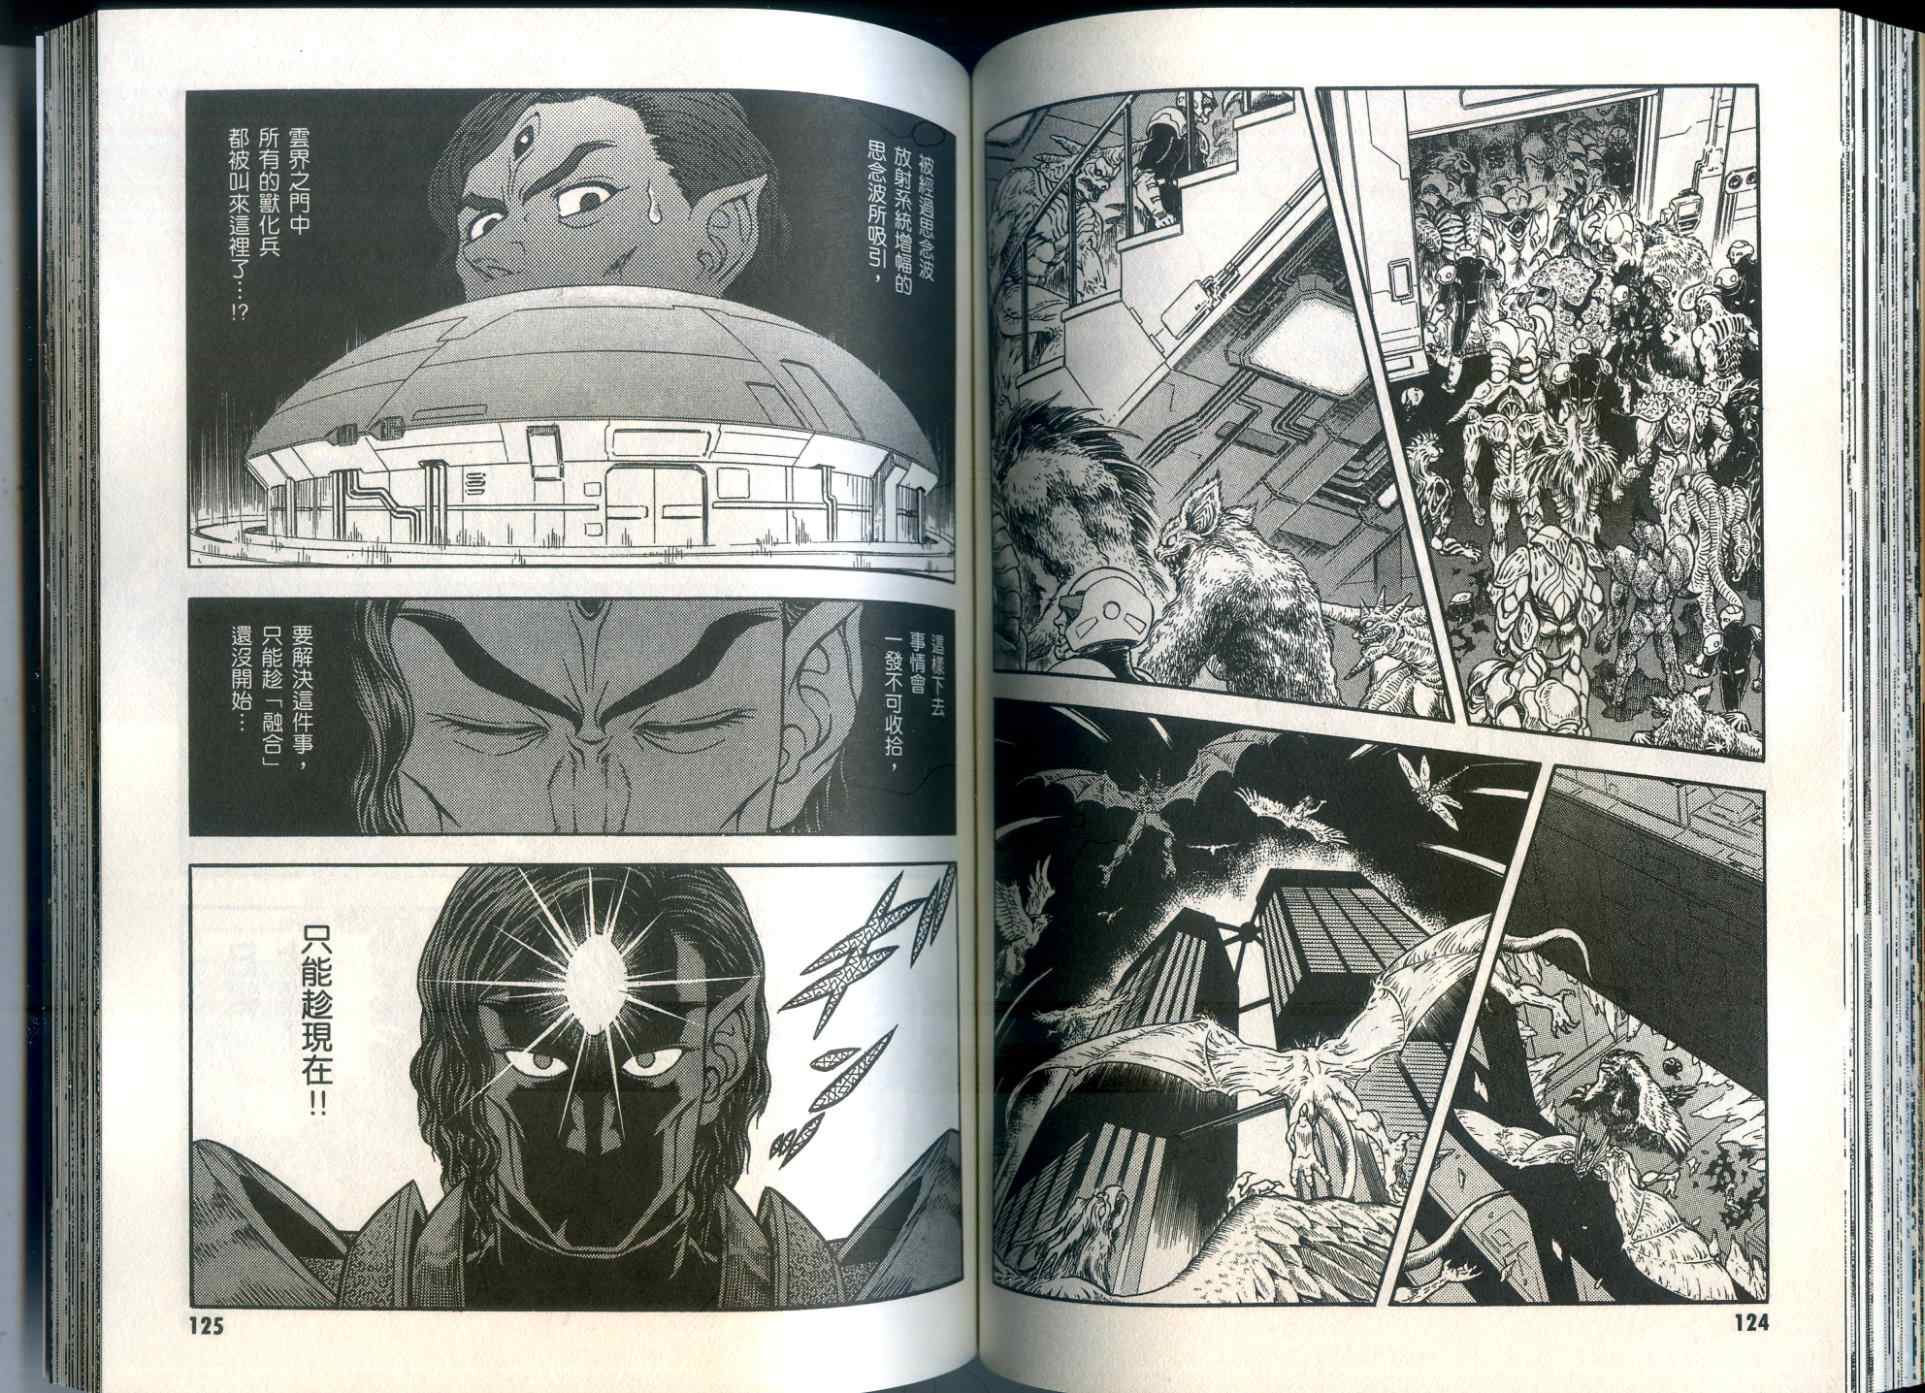 124
被經過思念波
放射系統增幅的
思念波所吸引，
雲界之門中
所有的獸化兵
都被叫來這裡了…!?
這樣下去
事情會
一發不可收拾，
要解決這件事，
只能趁「融合」
還沒開始…
只能趁現在!!
125